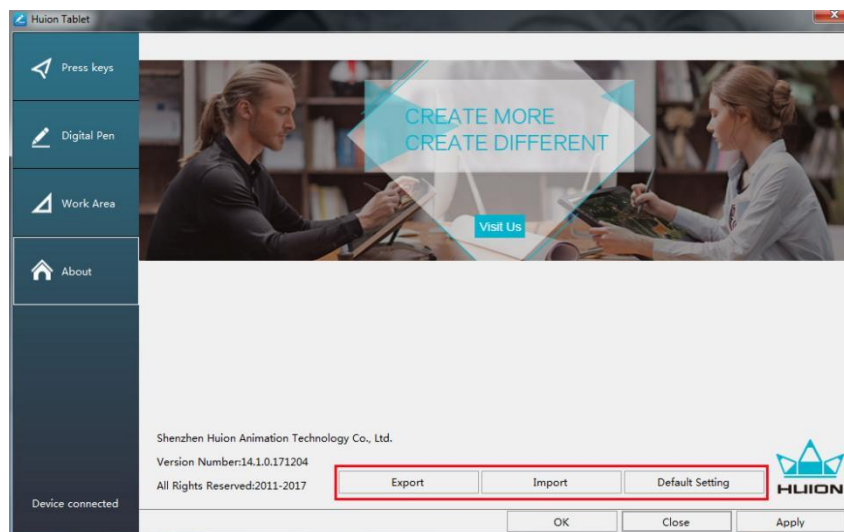 Huion Tablet
Press keys
Digital Pen
Work Area
About
CREATE MORE
CREATE DIFFERENT
Visit Us
Shenzhen Huion Animation Technology Co., Ltd.
Version Number:14.1.0.171204
All Rights Reserved:2011-2017
Export
Import
Default Setting
HUION
Device connected
OK
Close
Apply